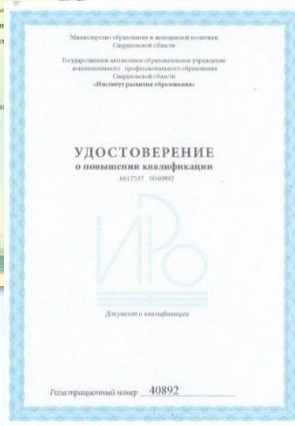 Министерство образования и молодежной политики
Свердловской области
Государственное автономное образовательное учреждение
дополнительного профессионального образования
Свердловской области
«Институт развития образования»
УДОСТОВЕРЕНИЕ
о повышении квалификации
6617537
ИРО
Документ о квалификации
Регистрационный номер 40892